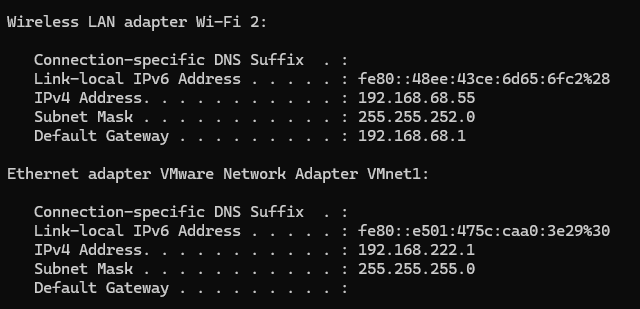 Wireless LAN adapter Wi-Fi 2:
Connection-specific DNS Suffix  . :
Link-local IPv6 Address . . . . . : fe80::48ee:43ce:6d65:6fc2%28
IPv4 Address. . . . . . . . . . . : 192.168.68.55
Subnet Mask . . . . . . . . . . . : 255.255.252.0
Default Gateway . . . . . . . . . : 192.168.68.1
Ethernet adapter VMware Network Adapter VMnet1:
Connection-specific DNS Suffix  . :
Link-local IPv6 Address . . . . . : fe80::e501:475c:caa0:3e29%30
IPv4 Address. . . . . . . . . . . : 192.168.222.1
Subnet Mask . . . . . . . . . . . : 255.255.255.0
Default Gateway . . . . . . . . . :